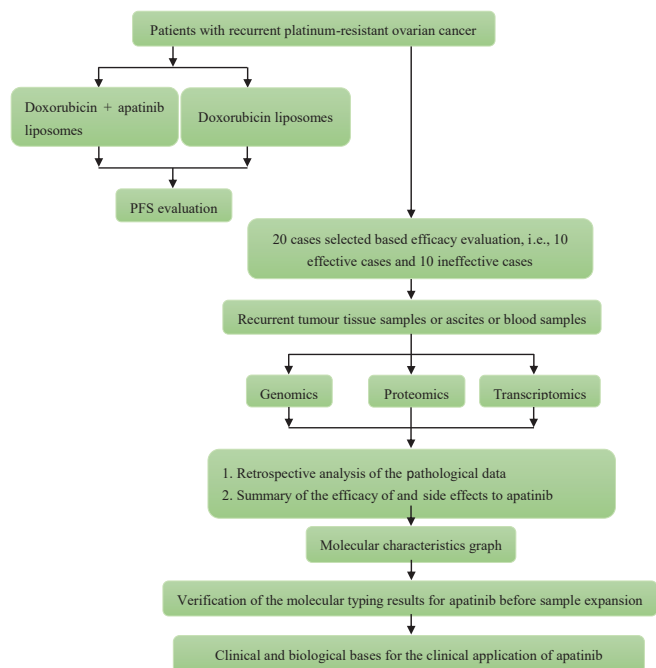 Patients with recurrent platinum-resistant ovarian cancer
Doxorubicin + apatinib
liposomes
Doxorubicin liposomes
PFS evaluation
20 cases selected based efficacy evaluation, i.e., 10
effective cases and 10 ineffective cases
Recurrent tumour tissue samples or ascites or blood samples
Genomics
Proteomics
Transcriptomics
1. Retrospective analysis of the pathological data
2. Summary of the efficacy of and side effects to apatinib
Molecular characteristics graph
Verification of the molecular typing results for apatinib before sample expansion
Clinical and biological bases for the clinical application of apatinib